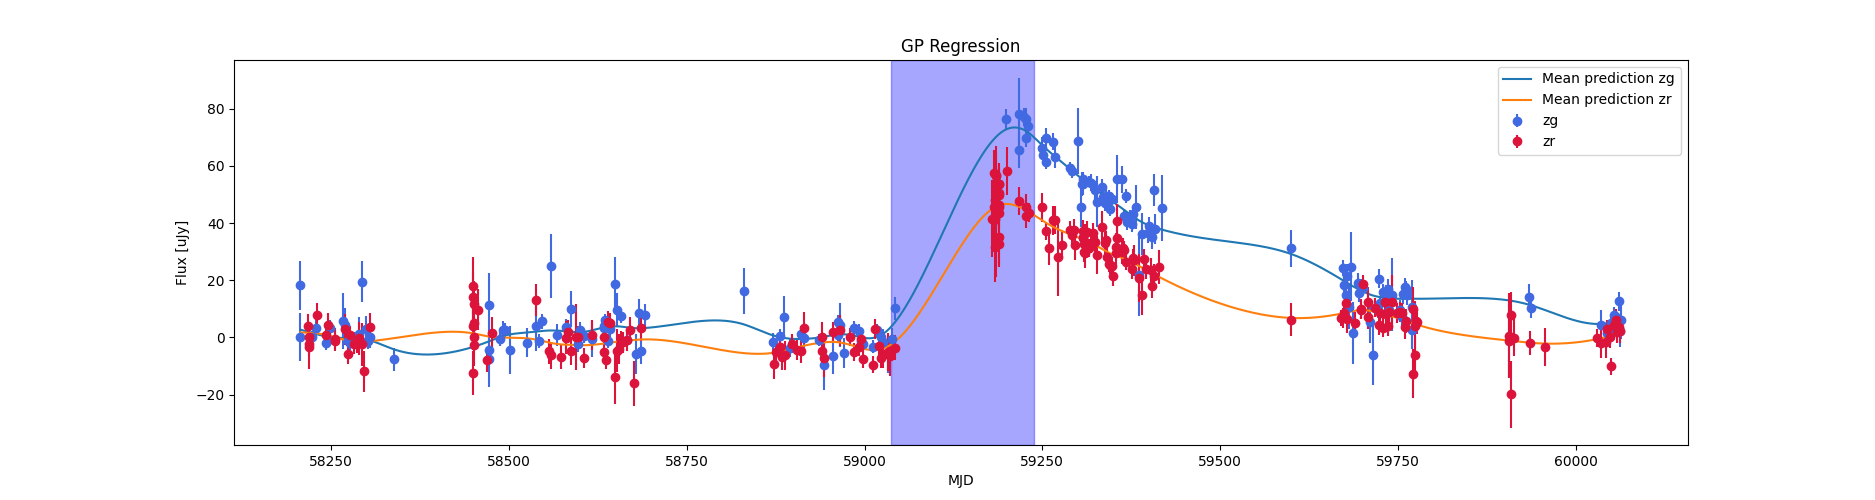 GP Regression
Mean prediction zg
Mean prediction zr
zg
zr
Flux [uJy]
80
60
40
20
0
−20
58250 58500 58750 59000 59250 59500 59750 60000
MJD